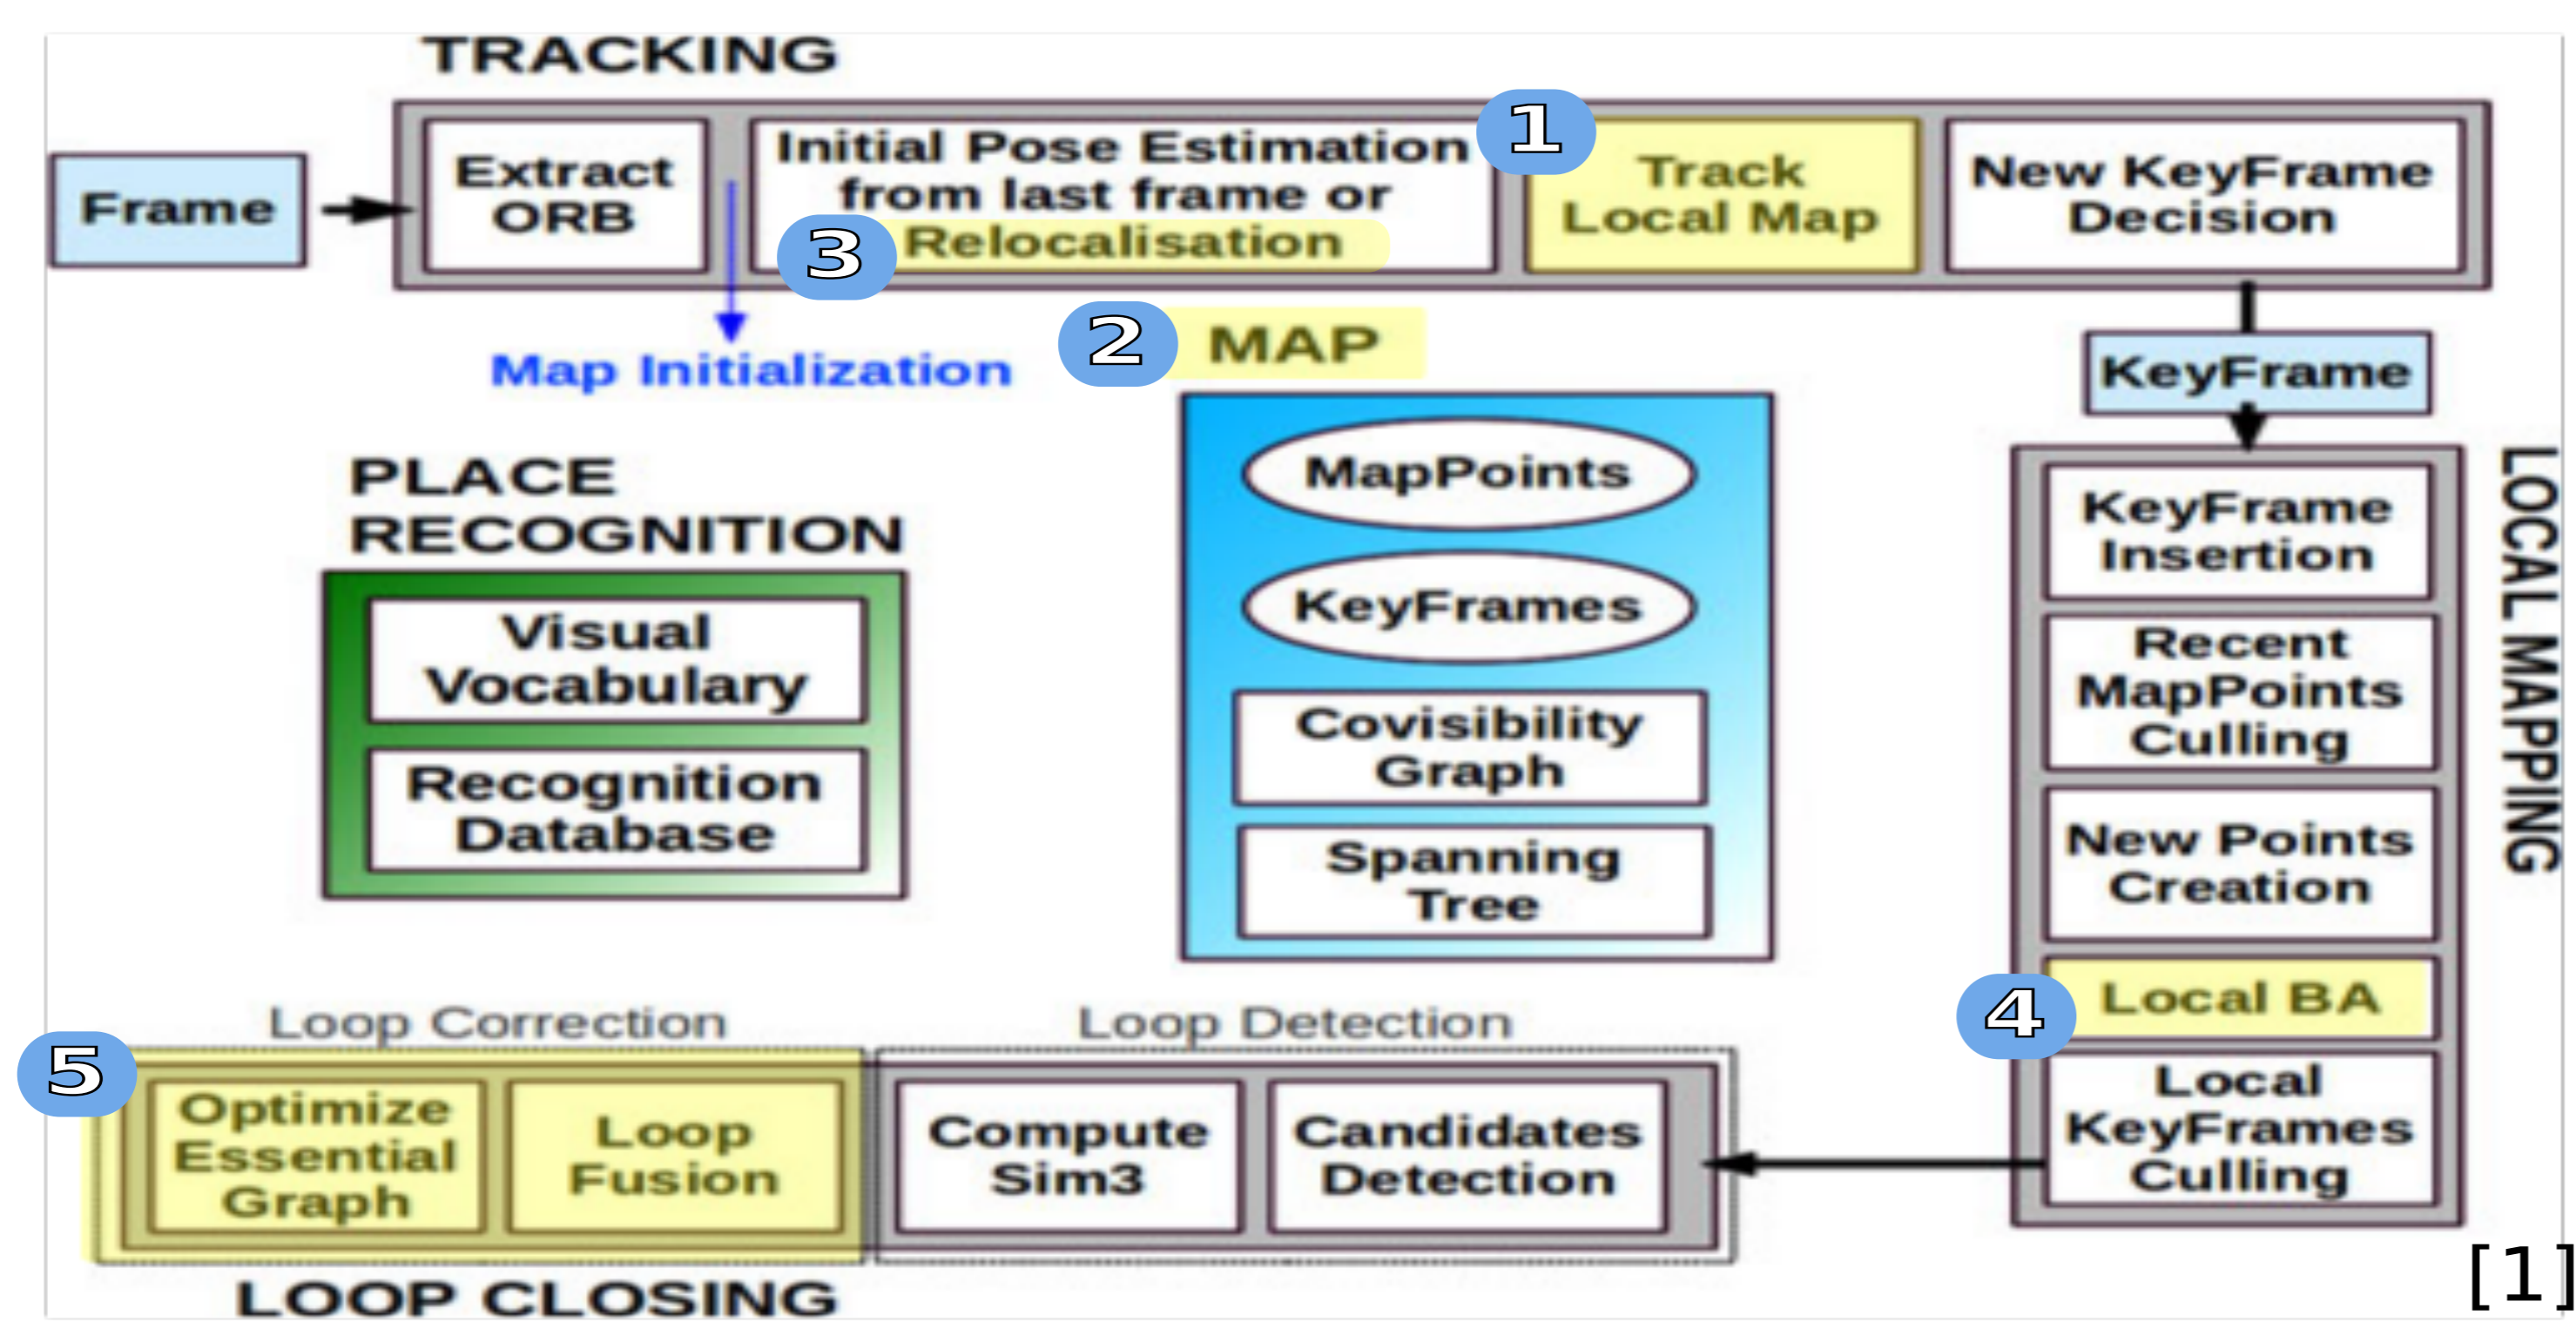 TRACKING
Frame
Extract
ORB
Initial Pose Estimation
from last frame or
3 Relocalisation
1
Track
Local Map
New KeyFrame
Decision
Map Initialization
2 MAP
KeyFrame
PLACE
RECOGNITION
Visual
Vocabulary
Recognition
Database
MapPoints
KeyFrames
Covisibility
Graph
Spanning
Tree
LOCAL MAPPING
KeyFrame
Insertion
Recent
MapPoints
Culling
New Points
Creation
4 Local BA
Local
KeyFrames
Culling
Loop Correction
Loop Detection
5
Optimize
Essential
Graph
Loop
Fusion
Compute
Sim3
Candidates
Detection
LOOP CLOSING
[1]